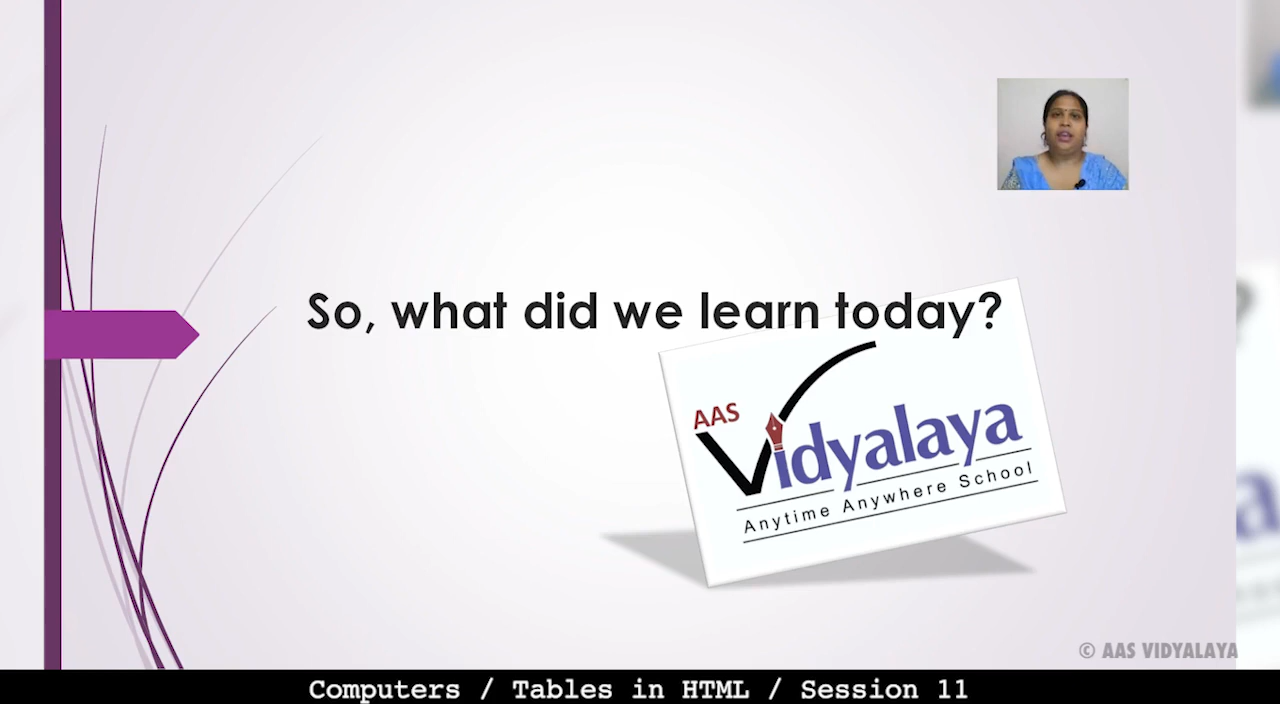 So, what did we learn today?
AAS
Vidyalaya
Anytime Anywhere School
© AAS VIDYALAYA
Computers / Tables in HTML / Session 11